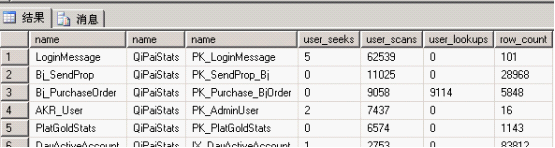 结果 消息
name name name user_seeks user_scans user_lookups row_count
1 LoginMessage QiPaiStats PK_LoginMessage 5 62539 0 101
2 Bj_SendProp QiPaiStats PK_SendProp_Bj 0 11025 0 28968
3 Bj_PurchaseOrder QiPaiStats PK_Purchase_BjOrder 0 9058 9114 5848
4 AKR_User QiPaiStats PK_AdminUser 2 7437 0 16
5 PlatGoldStats QiPaiStats PK_PlatGoldStats 0 6574 0 1143
6 DayActiveAccount QiPaiStats IX_DayActiveAccount 1 2753 0 83812